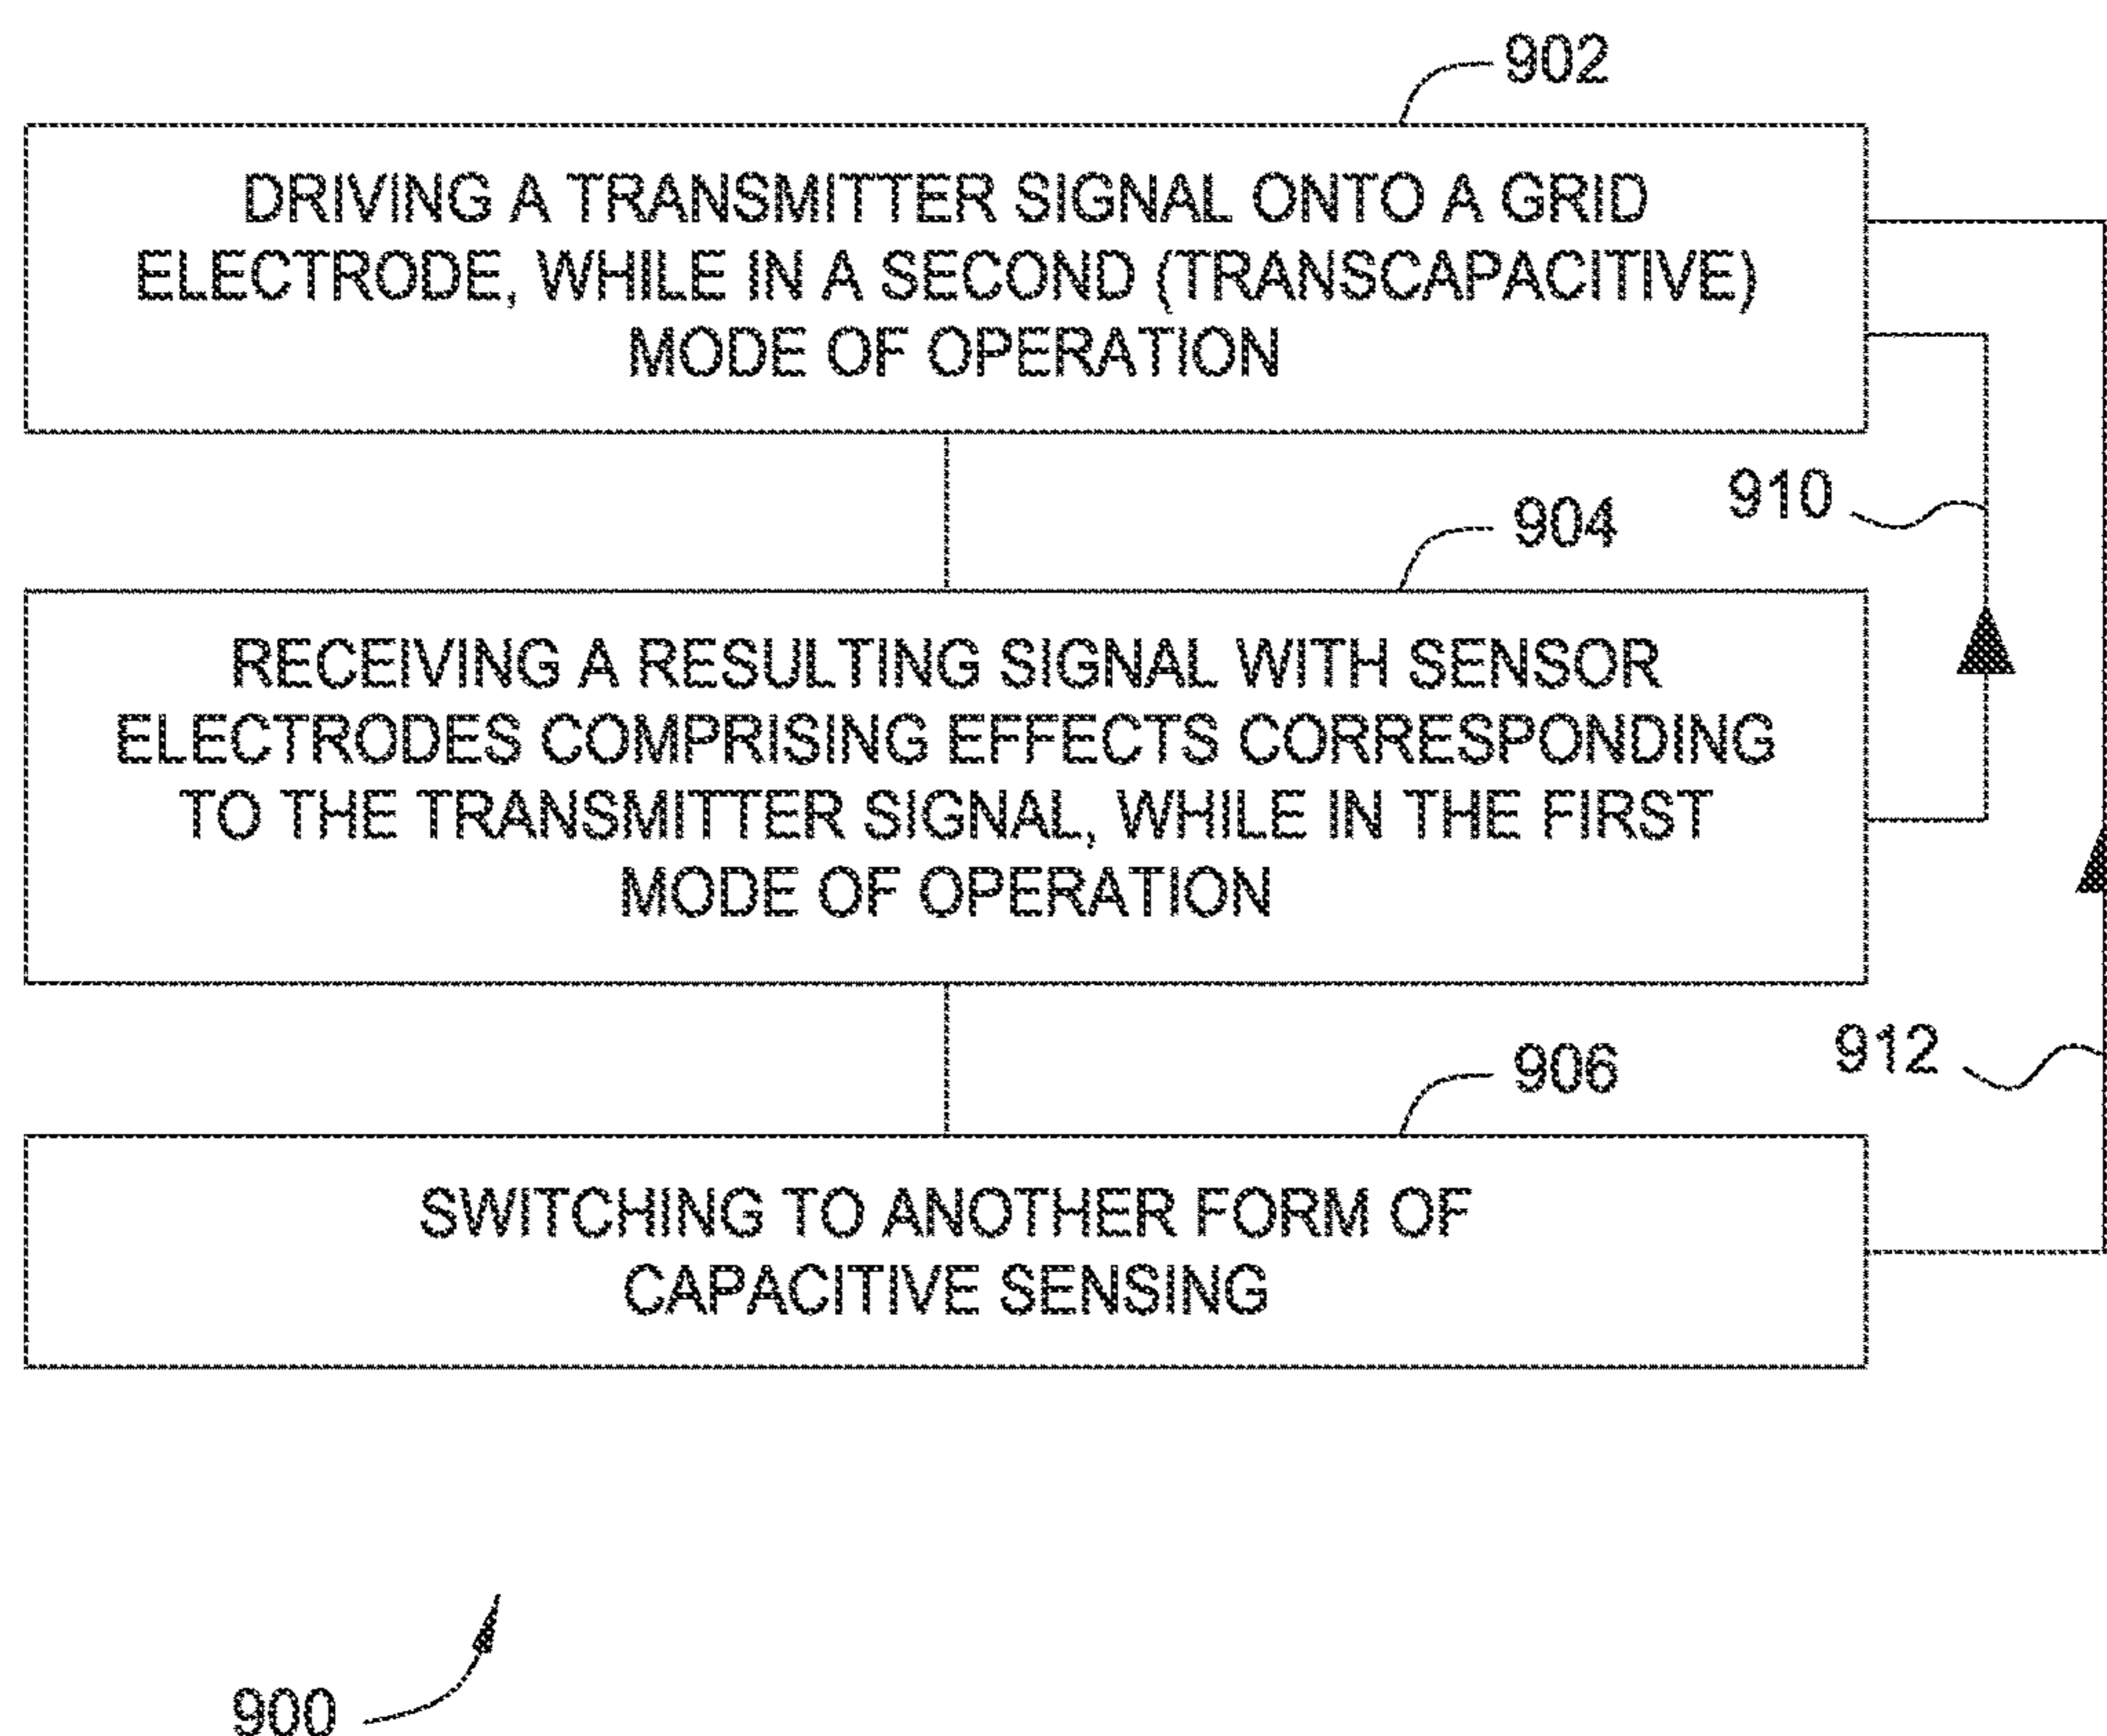 902
DRIVING A TRANSMITTER SIGNAL ONTO A GRID
ELECTRODE, WHILE IN A SECOND (TRANSCAPACITIVE)
MODE OF OPERATION
910
904
RECEIVING A RESULTING SIGNAL WITH SENSOR
ELECTRODES COMPRISING EFFECTS CORRESPONDING
TO THE TRANSMITTER SIGNAL, WHILE IN THE FIRST
MODE OF OPERATION
912
906
SWITCHING TO ANOTHER FORM OF
CAPACITIVE SENSING
900